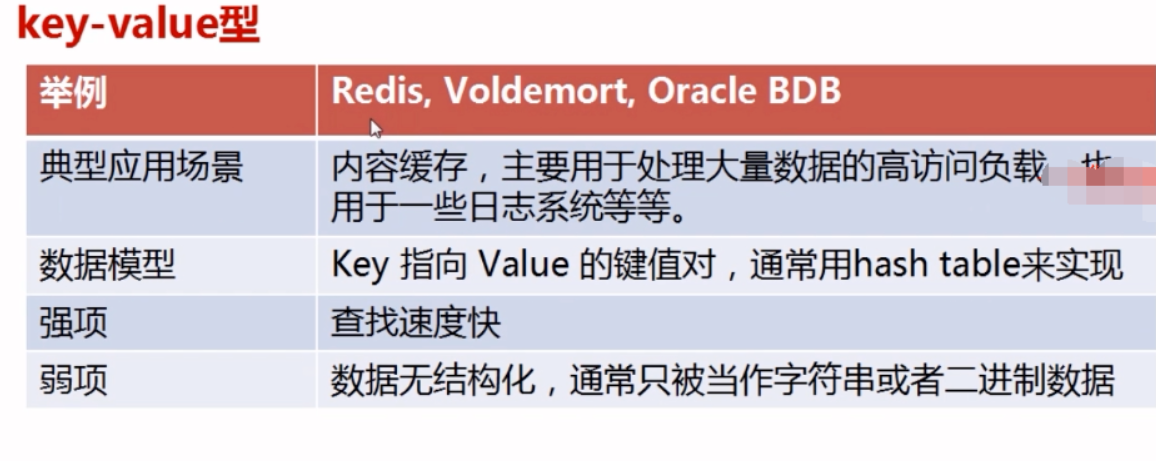 key-value型
举例
Redis, Voldemort, Oracle BDB
典型应用场景
内容缓存，主要用于处理大量数据的高访问负载
用于一些日志系统等等。
数据模型
Key 指向 Value 的键值对，通常用hash table来实现
强项
查找速度快
弱项
数据无结构化，通常只被当作字符串或者二进制数据